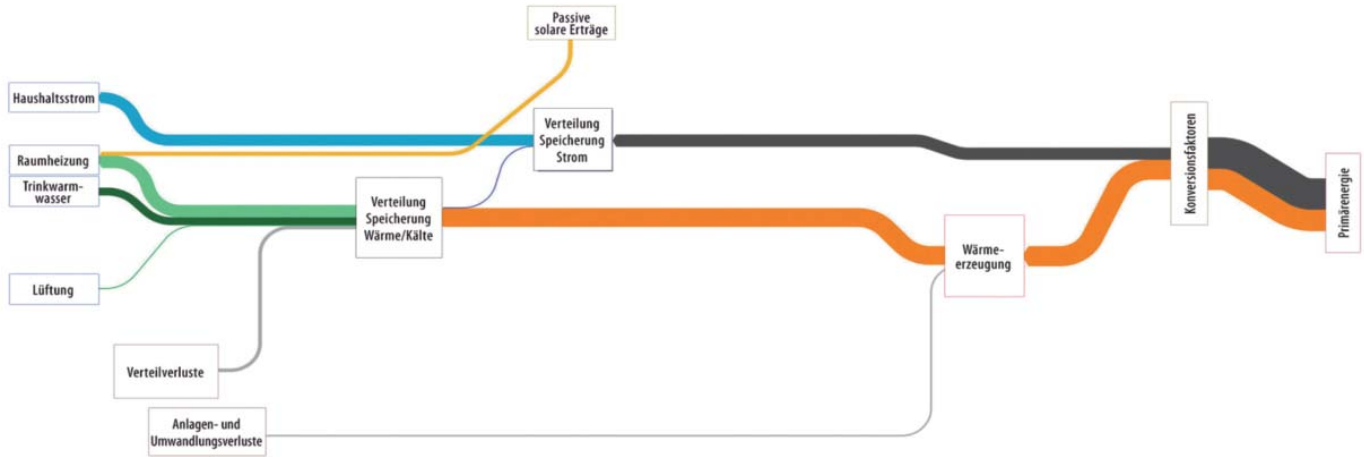 Passive
solare Erträge
Haushaltsstrom
Verteilung
Speicherung
Strom
Konversionsfaktoren
Raumheizung
Trinkwarm-
wasser
Verteilung
Speicherung
Wärme/Kälte
Primärenergie
Wärme-
erzeugung
Lüftung
Verteilverluste
Anlagen- und
Umwandlungsverluste